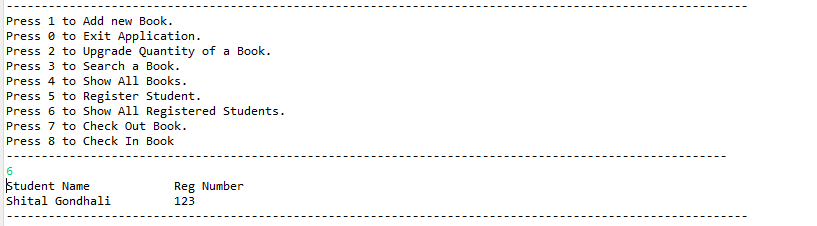 ----------------------------------------------------------------------------------------------------------
Press 1 to Add new Book.
Press 0 to Exit Application.
Press 2 to Upgrade Quantity of a Book.
Press 3 to Search a Book.
Press 4 to Show All Books.
Press 5 to Register Student.
Press 6 to Show All Registered Students.
Press 7 to Check Out Book.
Press 8 to Check In Book
-------------------------------------------------------------------------------------------------------
6
Student Name            Reg Number
Shital Gondhali         123
----------------------------------------------------------------------------------------------------------